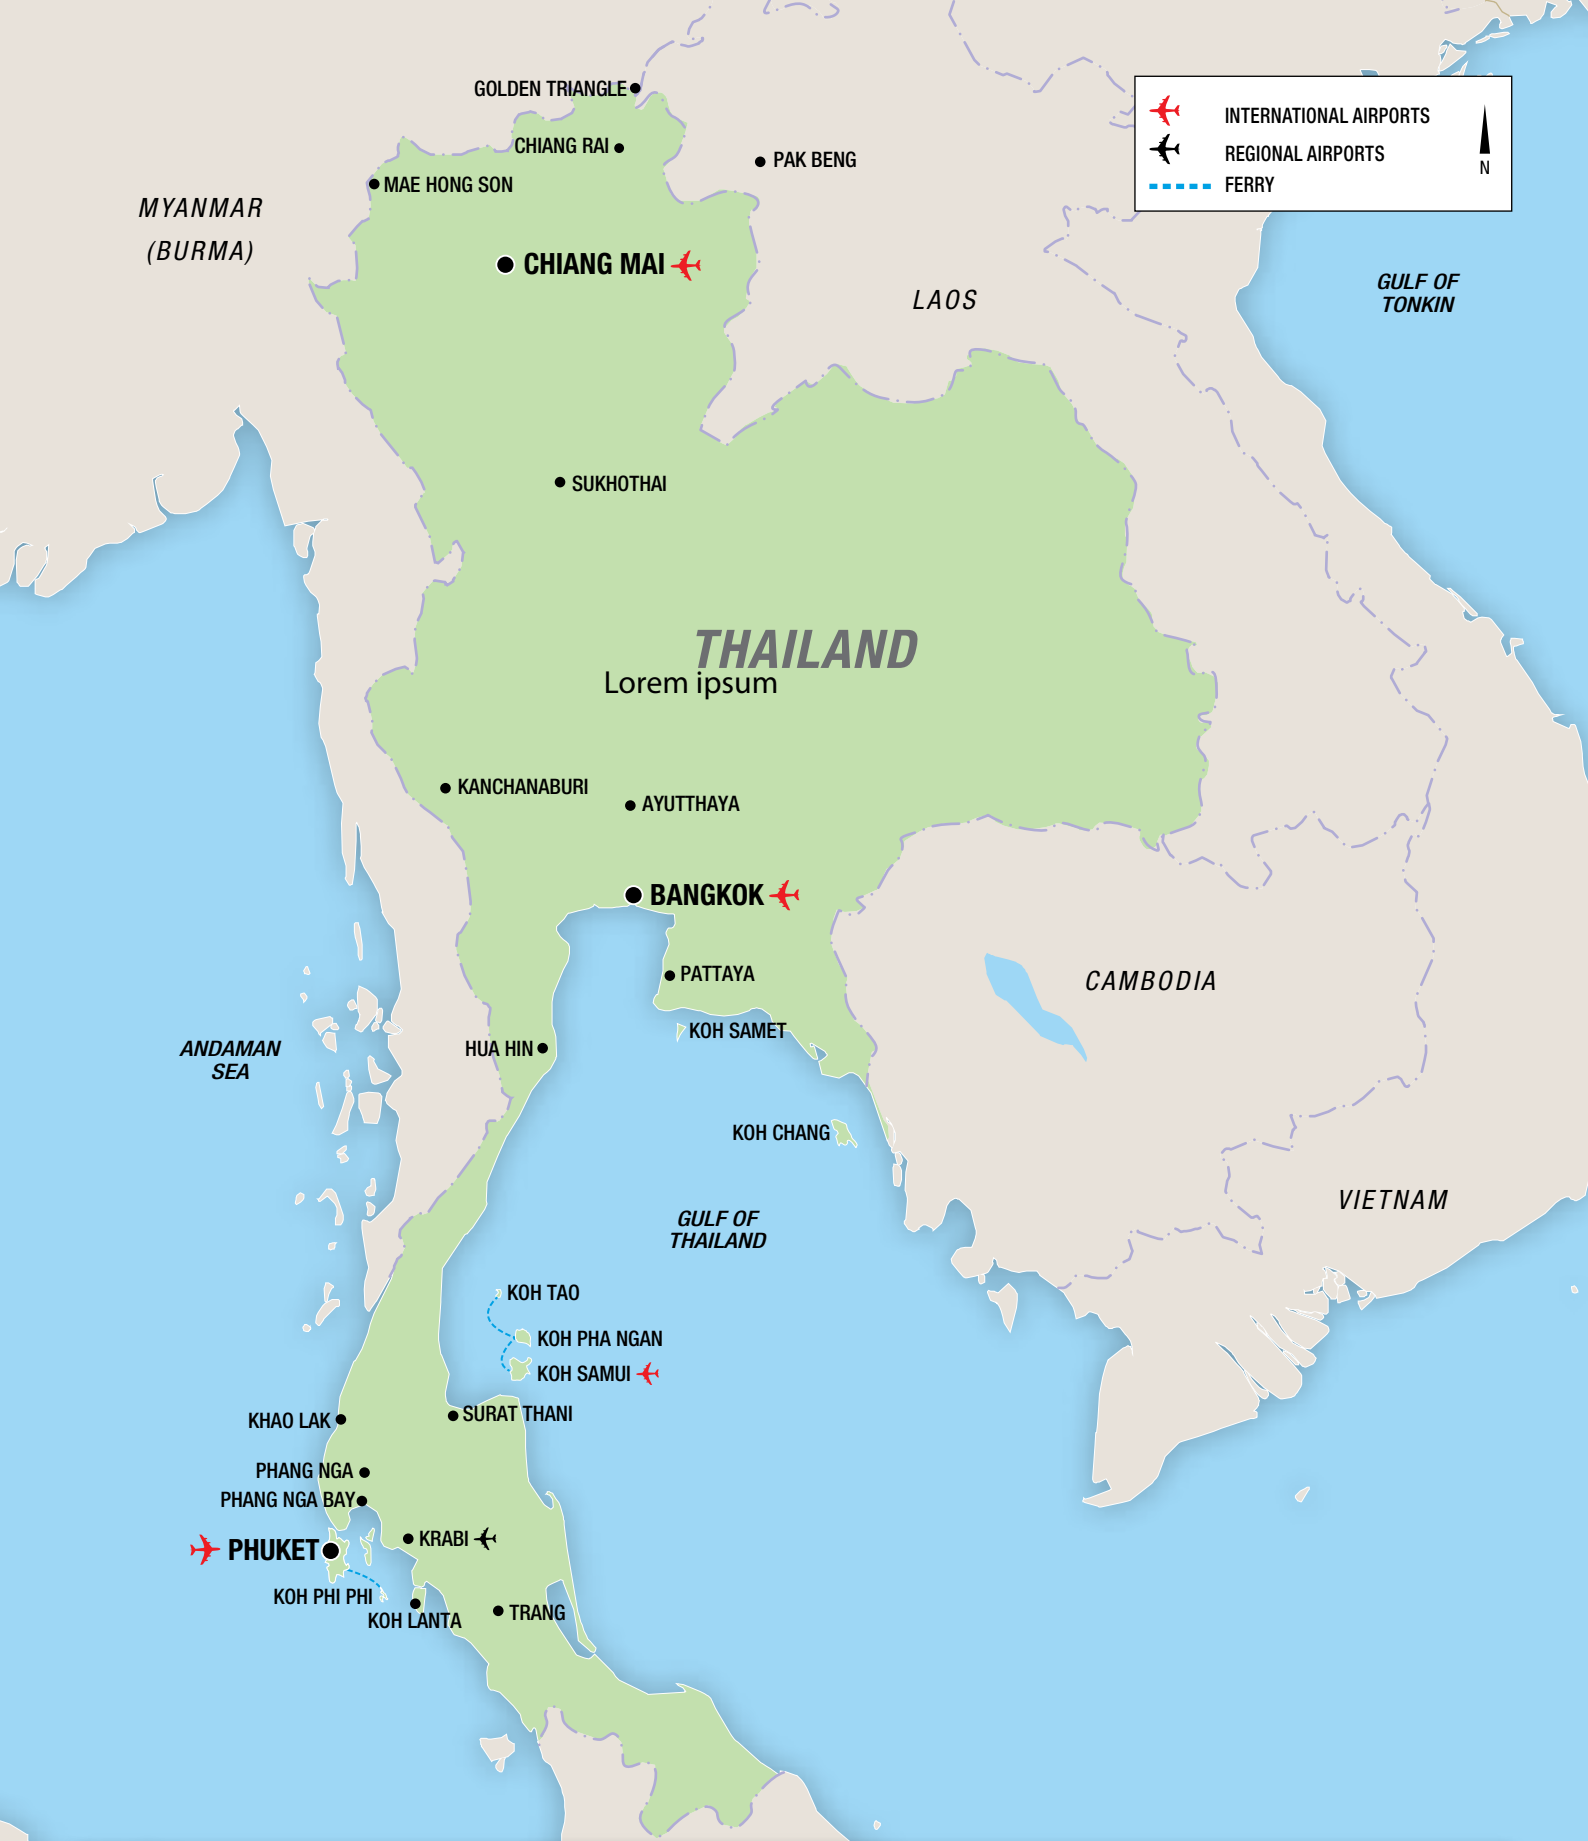 GOLDEN TRIANGLE
INTERNATIONAL AIRPORTS
CHIANG RAI
REGIONAL AIRPORTS
N
PAK BENG
MAE HONG SON
FERRY
MYANMAR
(BURMA)
CHIANG MAI
GULF OF
TONKIN
LAOS
SUKHOTHAI
THAILAND
Lorem ipsum
KANCHANABURI
AYUTTHAYA
BANGKOK
PATTAYA
CAMBODIA
KOH SAMET
ANDAMAN
SEA
HUA HIN
KOH CHANG
VIETNAM
GULF OF
THAILAND
KOH TAO
KOH PHA NGAN
KOH SAMUI
KHAO LAK
SURAT THANI
PHANG NGA
PHANG NGA BAY
KRABI
PHUKET
KOH PHI PHI
KOH LANTA
TRANG